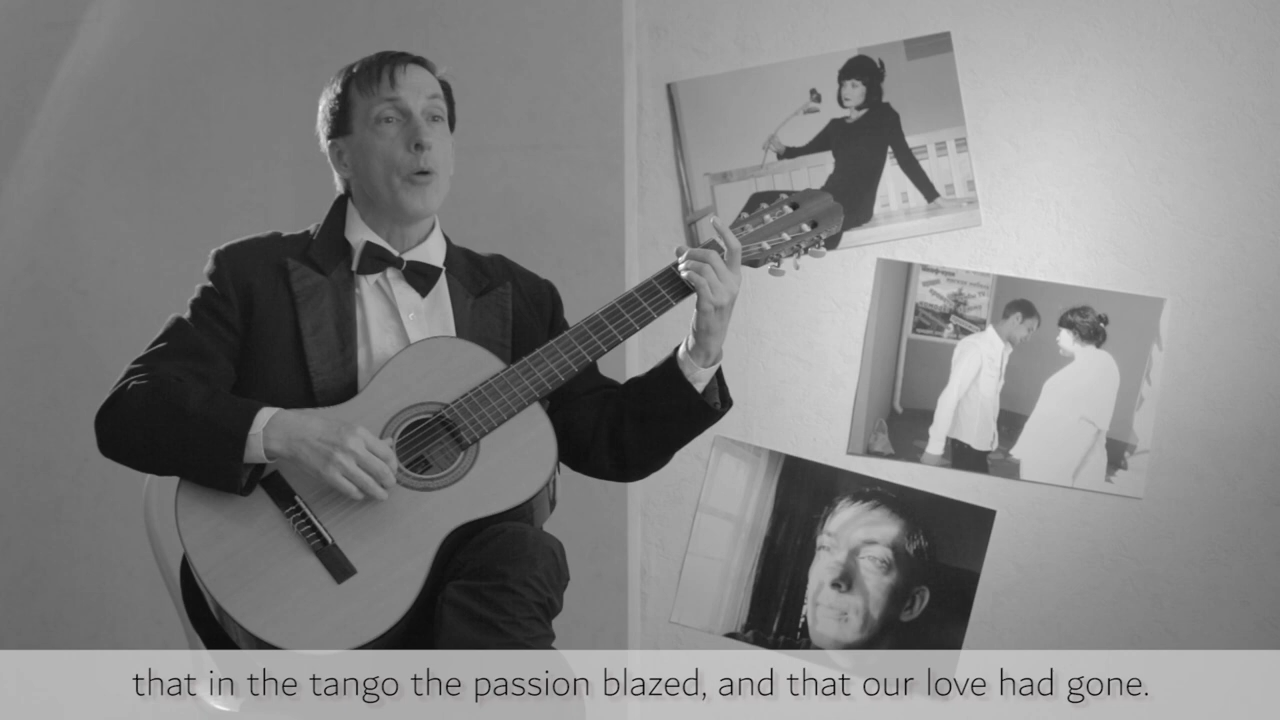 that in the tango the passion blazed, and that our love had gone.